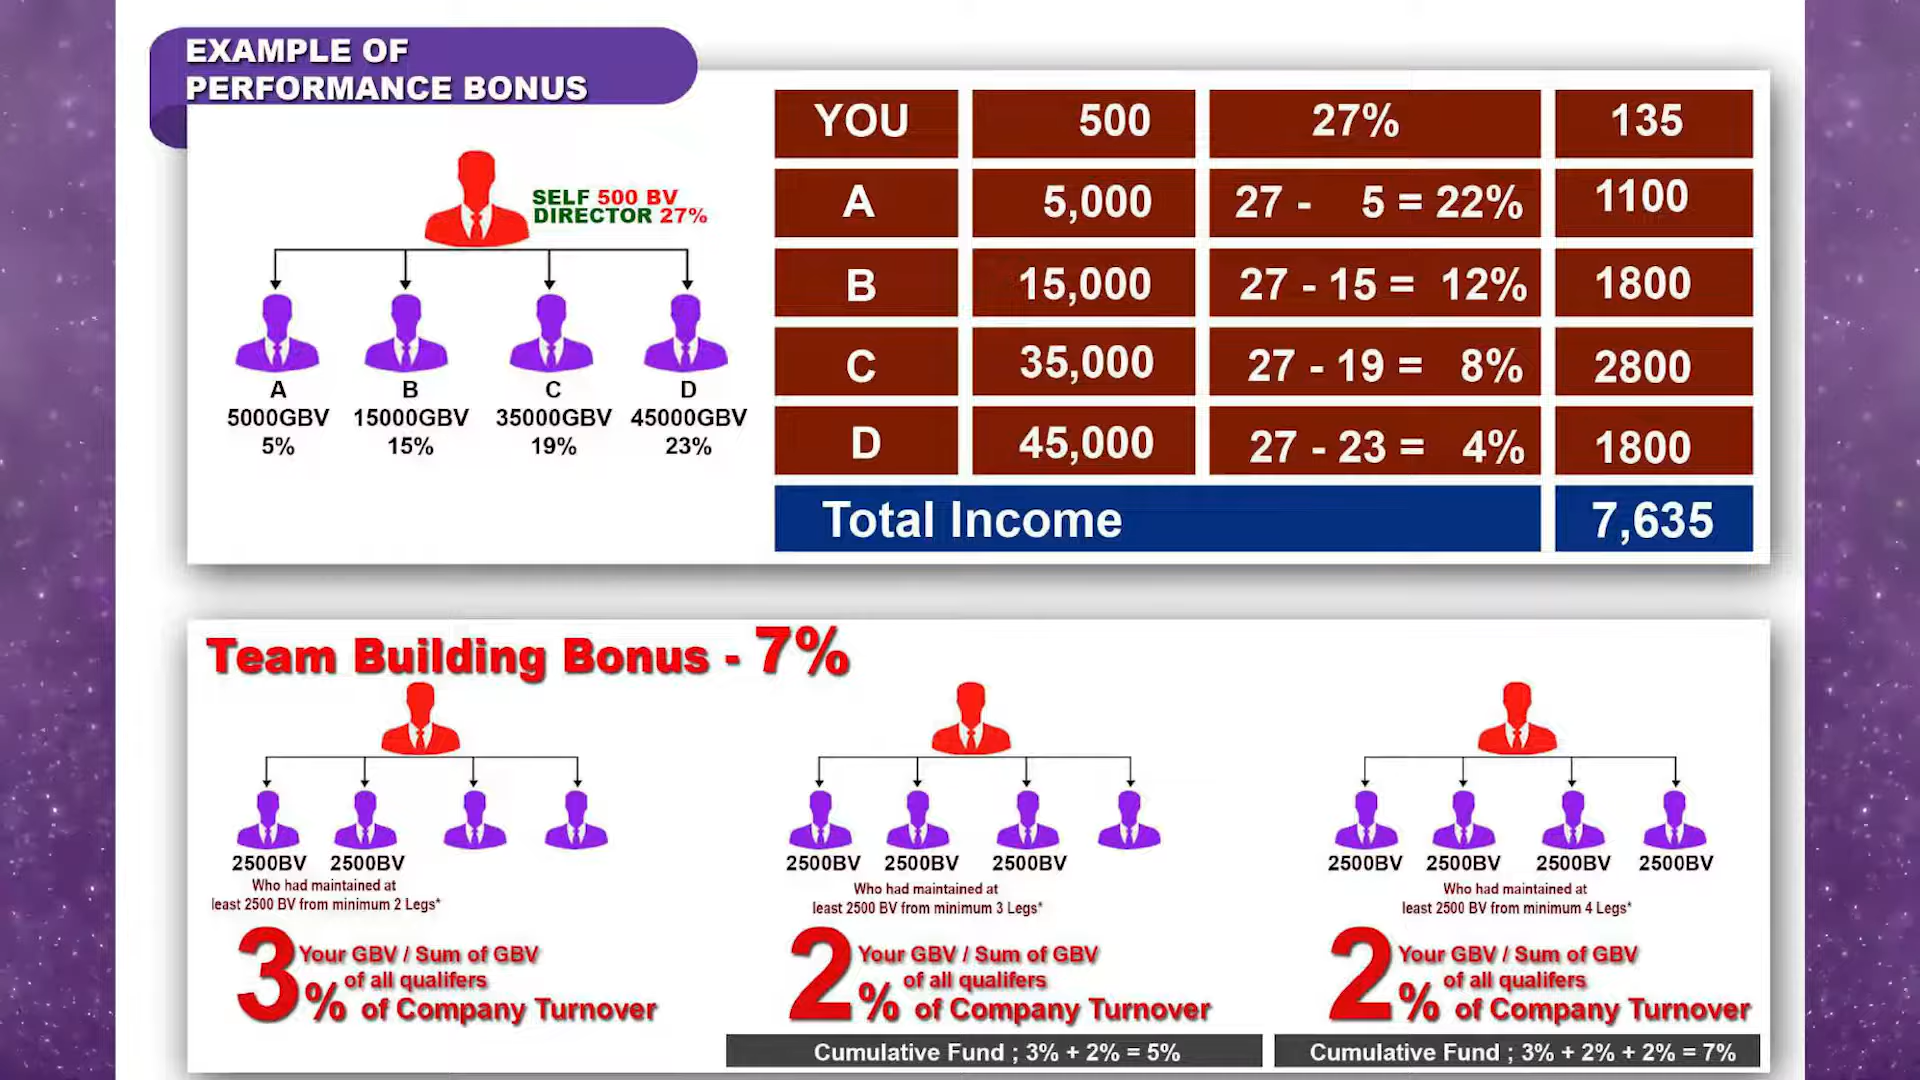 EXAMPLE OF
PERFORMANCE BONUS
SELF 500 BV
DIRECTOR 27%
A B C D
5000GBV 15000GBV 35000GBV 45000GBV
5% 15% 19% 23%
YOU 500 27% 135
A 5,000 27 - 5 = 22% 1100
B 15,000 27 - 15 = 12% 1800
C 35,000 27 - 19 = 8% 2800
D 45,000 27 - 23 = 4% 1800
Total Income 7,635
Team Building Bonus - 7%
2500BV 2500BV
Who had maintained at
least 2500 BV from minimum 2 Legs*
3% Your GBV / Sum of GBV
of all qualifers
of Company Turnover
2500BV 2500BV 2500BV
Who had maintained at
least 2500 BV from minimum 3 Legs*
2% Your GBV / Sum of GBV
of all qualifers
of Company Turnover
Cumulative Fund ; 3% + 2% = 5%
2500BV 2500BV 2500BV 2500BV
Who had maintained at
least 2500 BV from minimum 4 Legs*
2% Your GBV / Sum of GBV
of all qualifers
of Company Turnover
Cumulative Fund ; 3% + 2% + 2% = 7%